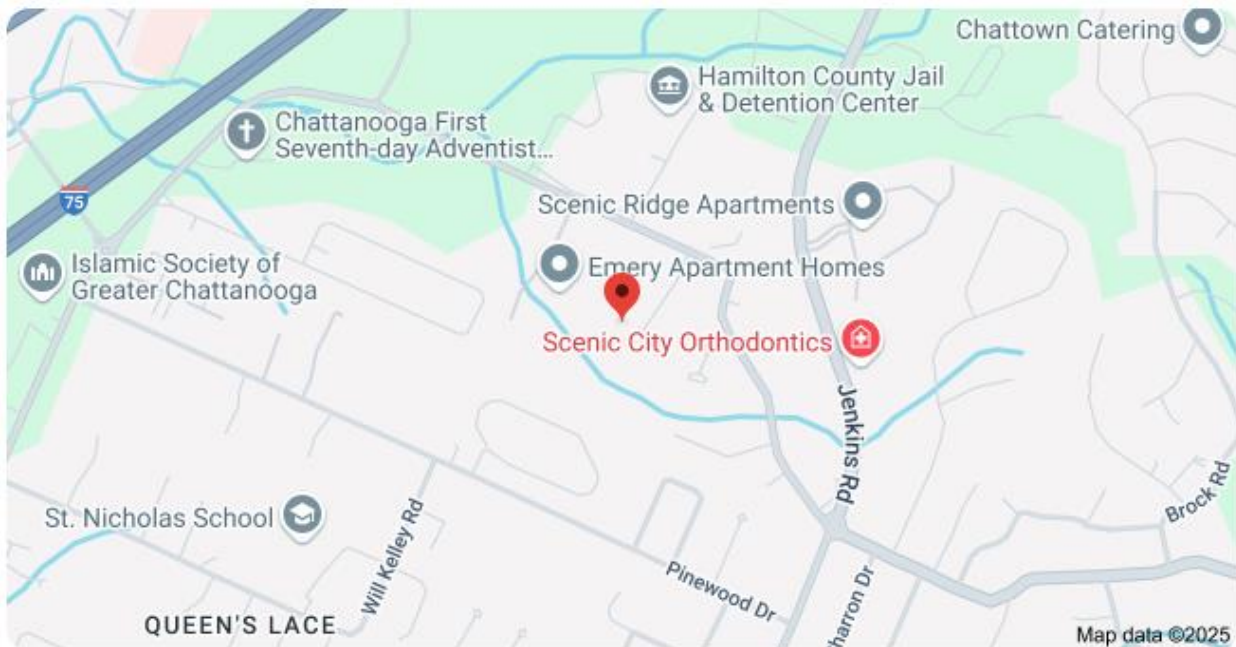 Chattown Catering
Hamilton County Jail
& Detention Center
Chattanooga First
Seventh-day Adventist...
75
Scenic Ridge Apartments
Islamic Society of
Greater Chattanooga
Emery Apartment Homes
Scenic City Orthodontics
Jenkins Rd
Brock Rd
St. Nicholas School
Will Kelley Rd
Pinewood Dr
harron Dr
QUEEN'S LACE
Map data ©2025